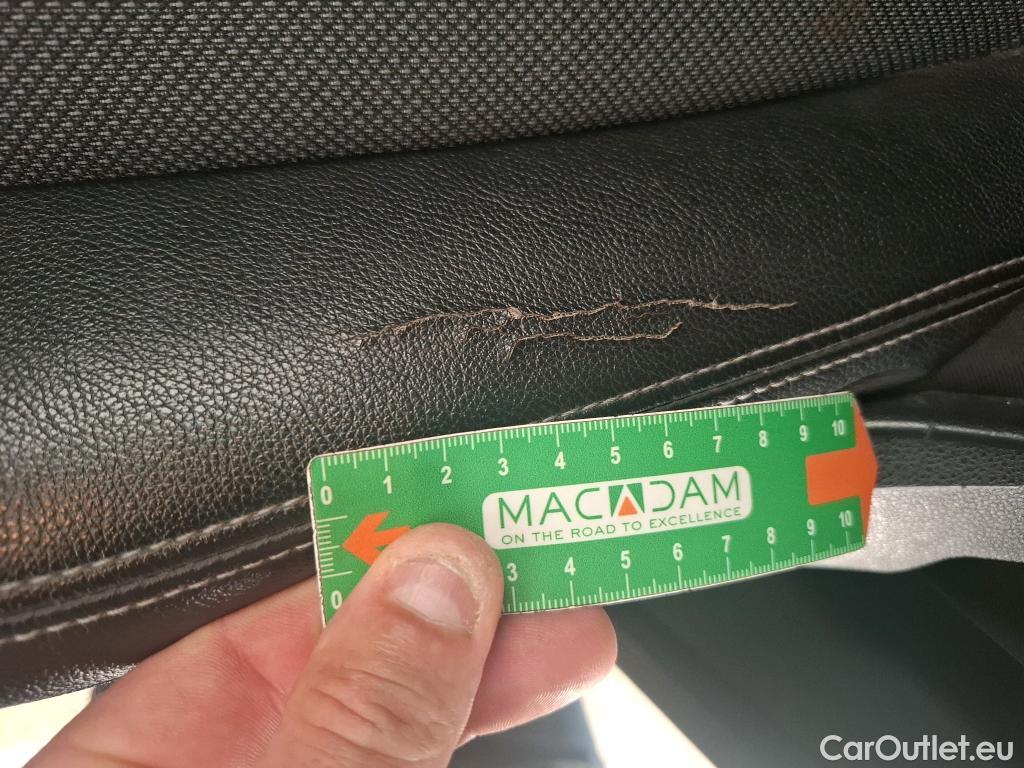 0 1 2 3 4 5 6 7 8 9 10
MACADAM
ON THE ROAD TO EXCELLENCE
0 3 4 5 6 7 8 9 10
CarOutlet.eu